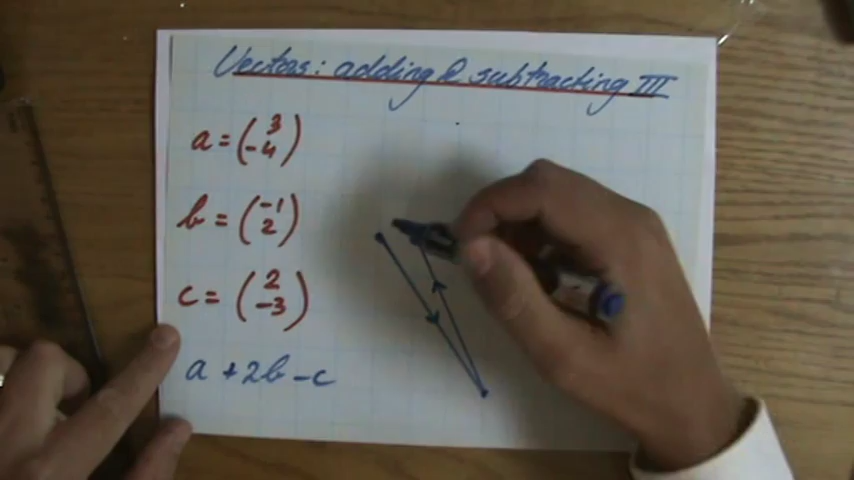 Vectors: adding & subtracting III
a = (3 -4)
b = (-1 2)
c = (2 -3)
a + 2b - c